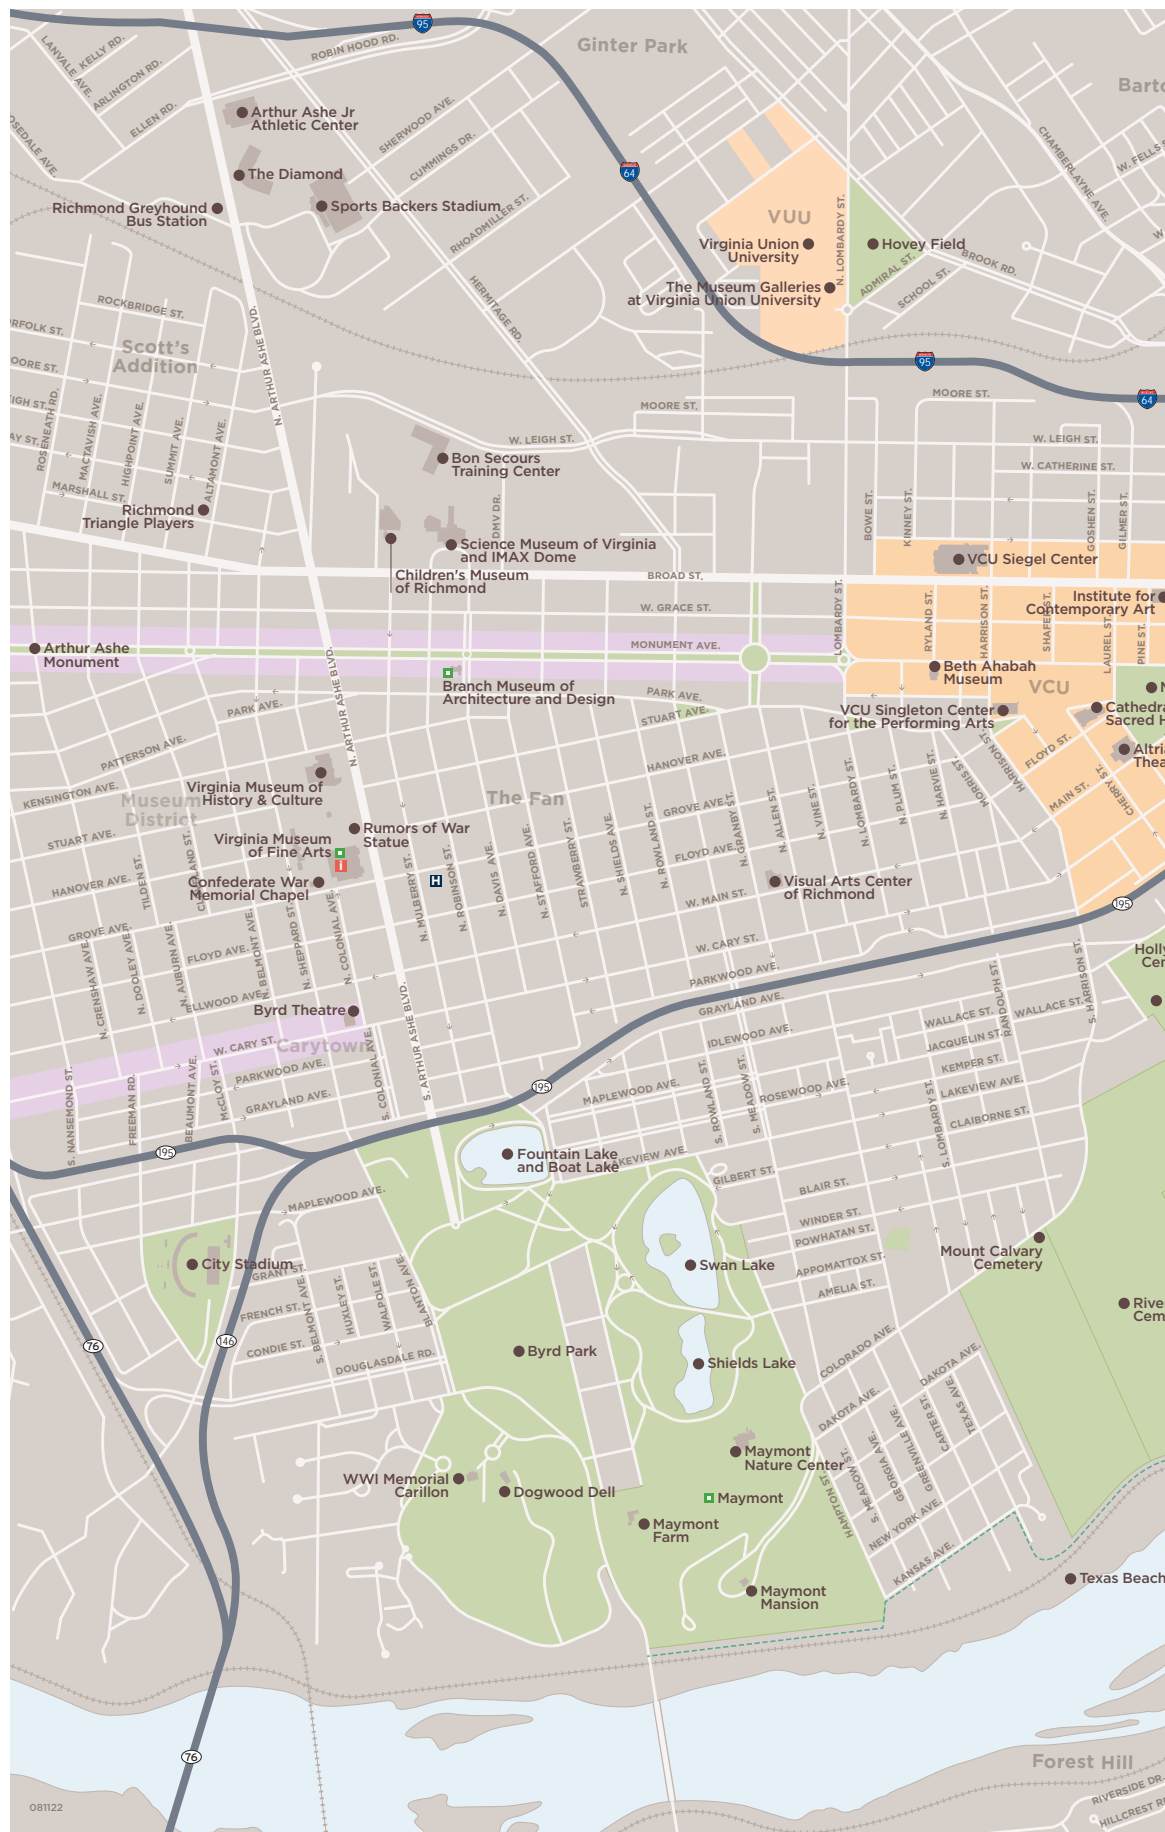 95
Ginter Park
LANVALE AVE.
KELLY RD.
ARLINGTON RD.
ROBIN HOOD RD.
ELLEN RD.
Arthur Ashe Jr
Athletic Center
SHERWOOD AVE.
CUMMINGS DR.
The Diamond
64
Richmond Greyhound
Bus Station
Sports Backers Stadium
RHOADMILLER ST.
CHAMBERLAYNE AVE.
W. FELLS
VUU
N. LOMBARDY ST.
Virginia Union
University
Hovey Field
BROOK RD.
ADMIRAL ST.
SCHOOL ST.
The Museum Galleries
at Virginia Union University
HERMITAGE RD.
ROCKBRIDGE ST.
N. ARTHUR ASHE BLVD.
Scott's
Addition
95
64
MOORE ST.
MOORE ST.
ROSENEATH RD.
MACTAVISH AVE.
HIGHPOINT AVE.
SUMMIT AVE.
ALTAMONT AVE.
W. LEIGH ST.
W. LEIGH ST.
W. CATHERINE ST.
Bon Secours
Training Center
MARSHALL ST.
Richmond
Triangle Players
DMV DR.
BOWE ST.
KINNEY ST.
GOSHEN ST.
GILMER ST.
Science Museum of Virginia
and IMAX Dome
VCU Siegel Center
Children's Museum
of Richmond
BROAD ST.
W. GRACE ST.
LOMBARDY ST.
RYLAND ST.
HARRISON ST.
SHAFER ST.
LAUREL ST.
PINE ST.
Institute for
Contemporary Art
Arthur Ashe
Monument
MONUMENT AVE.
N. ARTHUR ASHE BLVD.
Beth Ahabah
Museum
VCU
Branch Museum of
Architecture and Design
PARK AVE.
PARK AVE.
STUART AVE.
VCU Singleton Center
for the Performing Arts
PATTERSON AVE.
HANOVER AVE.
MORRIS ST.
HARRISON ST.
FLOYD ST.
MAIN ST.
CHERRY ST.
KENSINGTON AVE.
Virginia Museum of
History & Culture
Museum
District
The Fan
GROVE AVE.
N. GRANBY ST.
N. ALLEN ST.
N. VINE ST.
N. LOMBARDY ST.
N. PLUM ST.
N. HARVIE ST.
STUART AVE.
Rumors of War
Statue
Virginia Museum
of Fine Arts
i
FLOYD AVE.
HANOVER AVE.
TILDEN ST.
Confederate War
Memorial Chapel
N. MULBERRY ST.
H
N. ROBINSON ST.
N. DAVIS AVE.
N. STAFFORD AVE.
STRAWBERRY ST.
N. SHIELDS AVE.
N. ROWLAND ST.
Visual Arts Center
of Richmond
W. MAIN ST.
195
GROVE AVE.
FLOYD AVE.
W. CARY ST.
PARKWOOD AVE.
N. CRENSHAW AVE.
N. DOOLEY AVE.
N. AUBURN AVE.
N. BELMONT AVE.
N. SHEPPARD ST.
N. COLONIAL AVE.
ELLWOOD AVE.
Byrd Theatre
S. ARTHUR ASHE BLVD.
GRAYLAND AVE.
RANDOLPH ST.
S. HARRISON ST.
WALLACE ST.
WALLACE ST.
W. CARY ST.
Carytown
IDLEWOOD AVE.
JACQUELIN ST.
KEMPER ST.
LAKEVIEW AVE.
CLAIBORNE ST.
S. NANSEMOND ST.
FREEMAN RD.
BEAUMONT AVE.
McCLOY ST.
PARKWOOD AVE.
GRAYLAND AVE.
S. COLONIAL AVE.
195
MAPLEWOOD AVE.
S. ROWLAND ST.
S. MEADOW ST.
ROSEWOOD AVE.
S. LOMBARDY ST.
195
Fountain Lake
and Boat Lake
LAKEVIEW AVE.
GILBERT ST.
BLAIR ST.
MAPLEWOOD AVE.
WINDER ST.
POWHATAN ST.
City Stadium
Swan Lake
Mount Calvary
Cemetery
APPOMATTOX ST.
AMELIA ST.
GRANT ST.
FRENCH ST.
CONDIE ST.
S. BELMONT AVE.
HUXLEY ST.
WALPOLE ST.
BLANTON AVE.
76
146
DOUGLASDALE RD.
Byrd Park
Shields Lake
COLORADO AVE.
DAKOTA AVE.
DAKOTA AVE.
TEXAS AVE.
CARTER ST.
GREENVILLE AVE.
GEORGIA AVE.
S. MEADOW ST.
HAMPTON ST.
Maymont
Nature Center
WWI Memorial
Carillon
Dogwood Dell
Maymont
Maymont
Farm
NEW YORK AVE.
KANSAS AVE.
Maymont
Mansion
Texas Beach
76
Forest Hill
RIVERSIDE DR.
081122